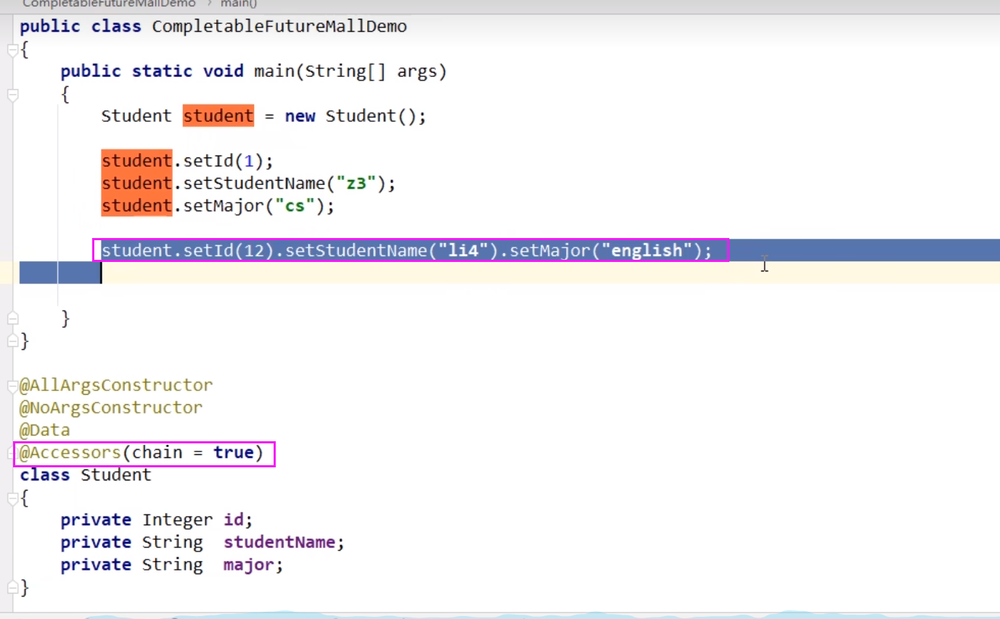 CompletableFutureMallDemo > main()
public class CompletableFutureMallDemo
{
public static void main(String[] args)
{
Student student = new Student();
student.setId(1);
student.setStudentName("z3");
student.setMajor("cs");
student.setId(12).setStudentName("li4").setMajor("english");
}
}
@AllArgsConstructor
@NoArgsConstructor
@Data
@Accessors(chain = true)
class Student
{
private Integer id;
private String studentName;
private String major;
}